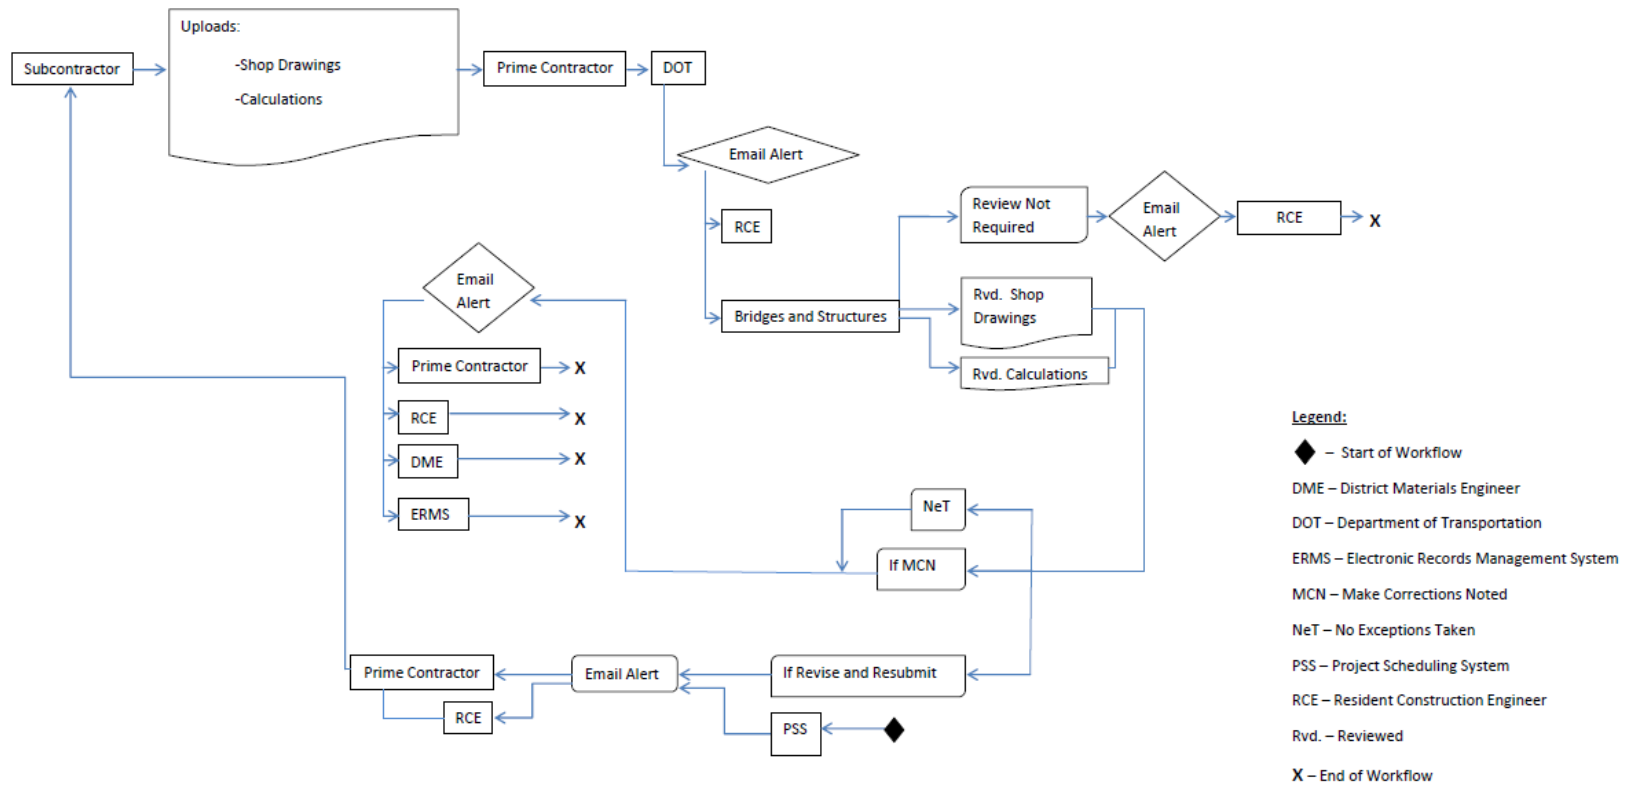 Uploads:
-Shop Drawings
-Calculations
Subcontractor
Prime Contractor
DOT
Email Alert
RCE
Bridges and Structures
Review Not
Required
Email
Alert
RCE
X
Rvd. Shop
Drawings
Rvd. Calculations
Email
Alert
Prime Contractor
X
RCE
X
DME
X
ERMS
X
NeT
If MCN
If Revise and Resubmit
Email Alert
Prime Contractor
RCE
PSS
Legend:
– Start of Workflow
DME – District Materials Engineer
DOT – Department of Transportation
ERMS – Electronic Records Management System
MCN – Make Corrections Noted
NeT – No Exceptions Taken
PSS – Project Scheduling System
RCE – Resident Construction Engineer
Rvd. – Reviewed
X – End of Workflow